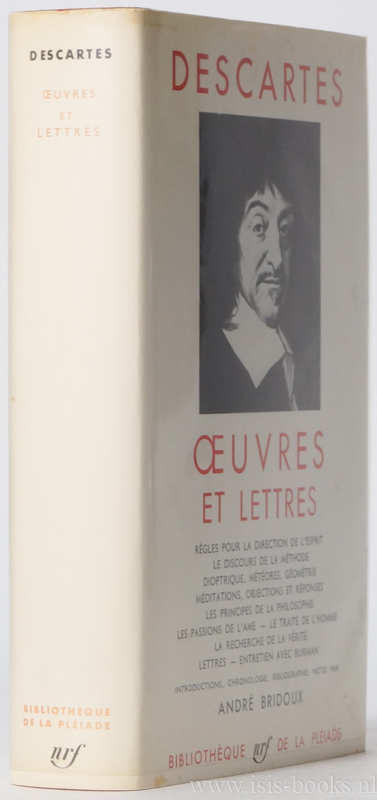 DESCARTES
ŒUVRES
ET
LETTRES
BIBLIOTHÈQUE
DE LA PLÉIADE
nrf
DESCARTES
ŒUVRES
ET LETTRES
RÈGLES POUR LA DIRECTION DE L'ESPRIT
LE DISCOURS DE LA MÉTHODE
DIOPTRIQUE, MÉTÉORES, GÉOMÉTRIE
MÉDITATIONS, OBJECTIONS ET RÉPONSES
LES PRINCIPES DE LA PHILOSOPHIE
LES PASSIONS DE L'AME — LE TRAITÉ DE L'HOMME
LA RECHERCHE DE LA VÉRITÉ
LETTRES — ENTRETIEN AVEC BURMAN
INTRODUCTIONS, CHRONOLOGIE, BIBLIOGRAPHIE, NOTES PAR
ANDRÉ BRIDOUX
BIBLIOTHÈQUE nrf DE LA PLÉIADE
www.isis-books.nl